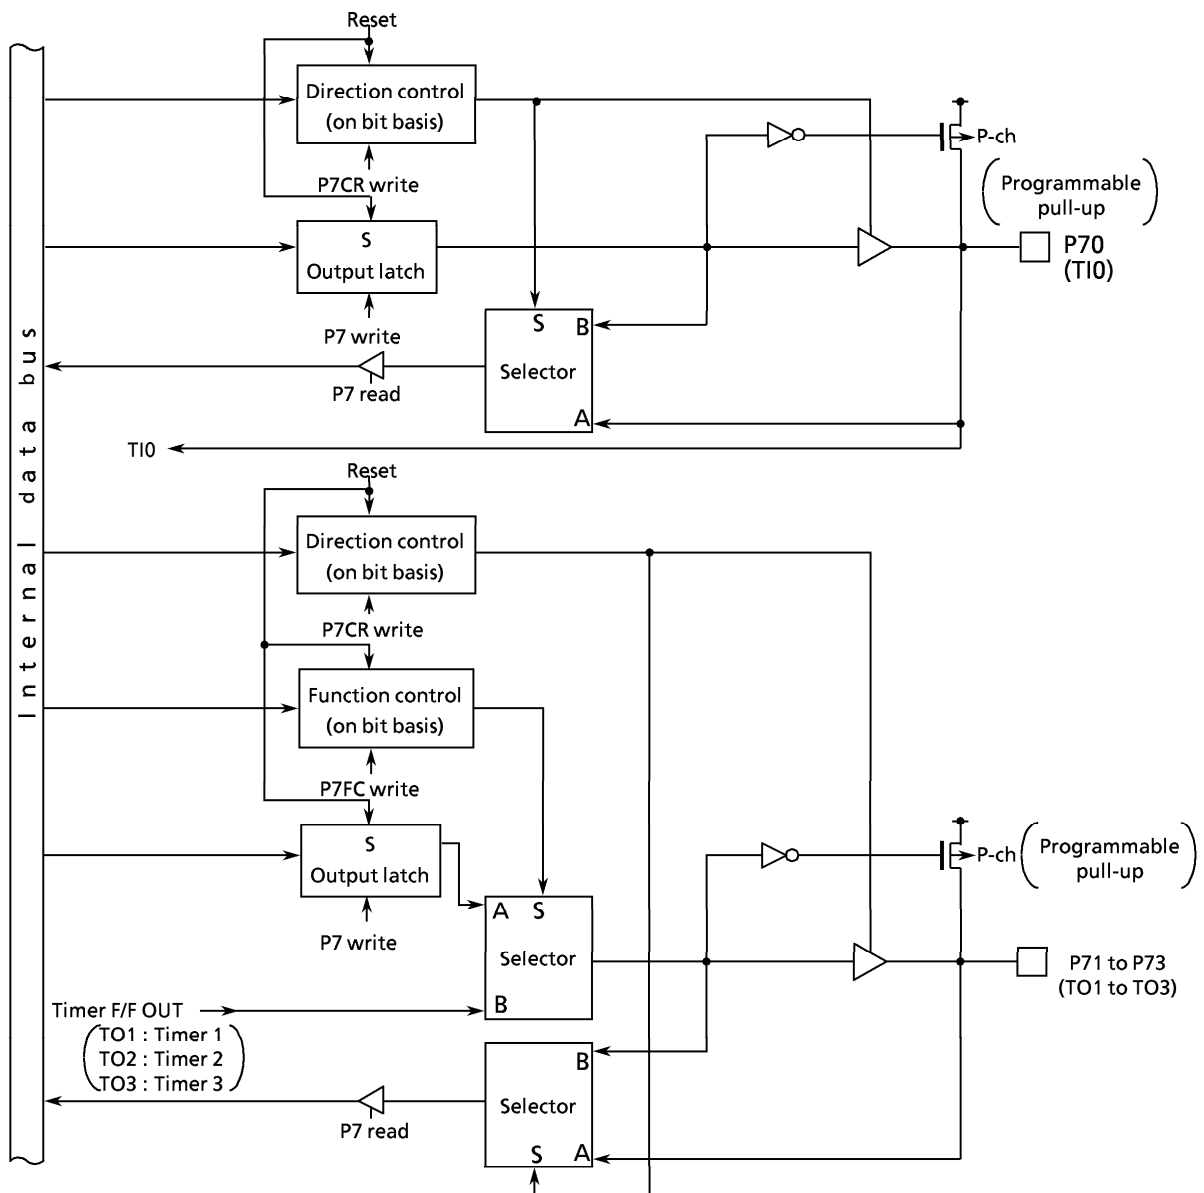 Reset
Direction control
(on bit basis)
P7CR write
S
Output latch
P7 write
P-ch
Programmable
pull-up
P70
(TI0)
S
B
Selector
A
P7 read
TI0
Internal data bus
Reset
Direction control
(on bit basis)
P7CR write
Function control
(on bit basis)
P7FC write
S
Output latch
P7 write
A S
Selector
B
P-ch
Programmable
pull-up
P71 to P73
(TO1 to TO3)
Timer F/F OUT
TO1 : Timer 1
TO2 : Timer 2
TO3 : Timer 3
B
Selector
S A
P7 read